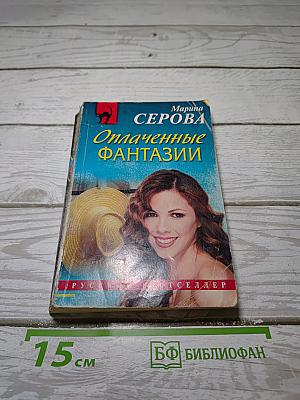 Марина
СЕРОВА
Оплаченные
ФАНТАЗИИ
15 см
БФ БИБЛИОФАН